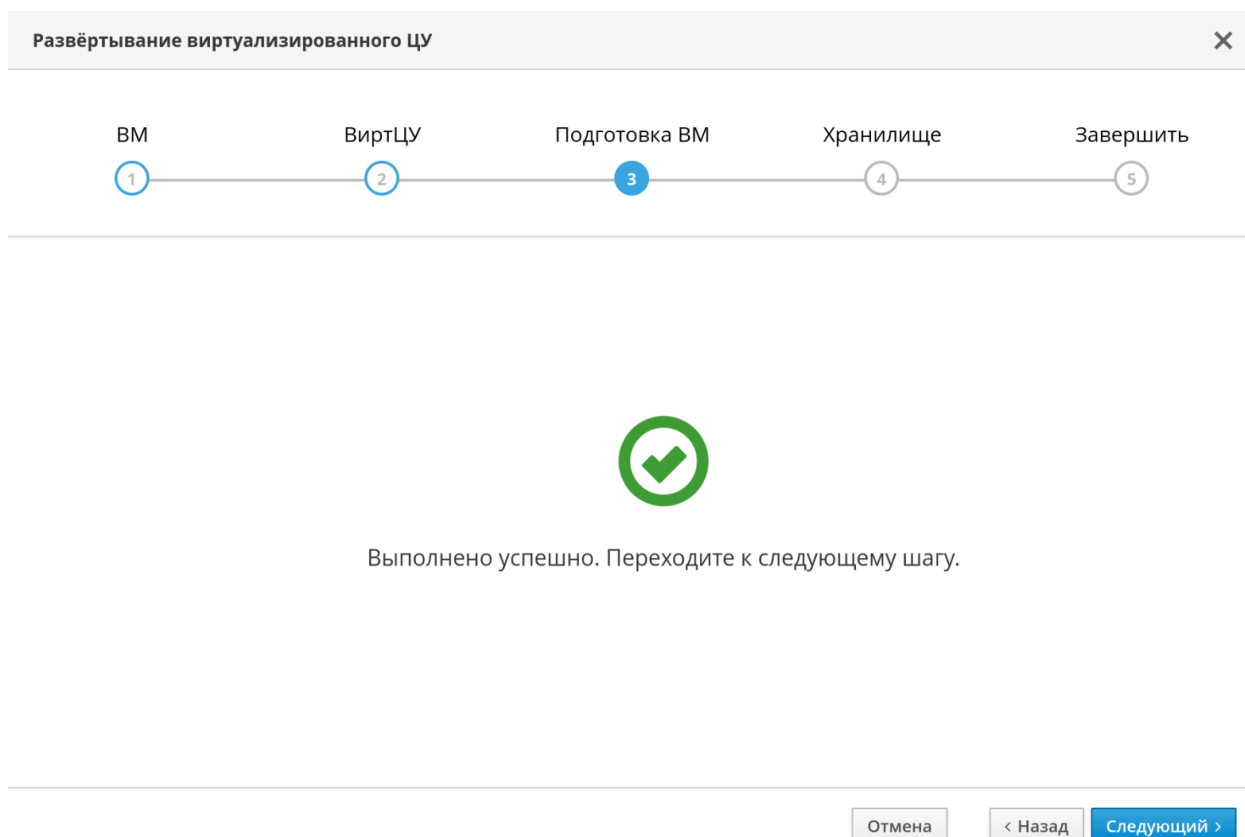 Развёртывание виртуализированного ЦУ
ВМ ВиртЦУ Подготовка ВМ Хранилище Завершить
1 2 3 4 5
Выполнено успешно. Переходите к следующему шагу.
Отмена < Назад Следующий >